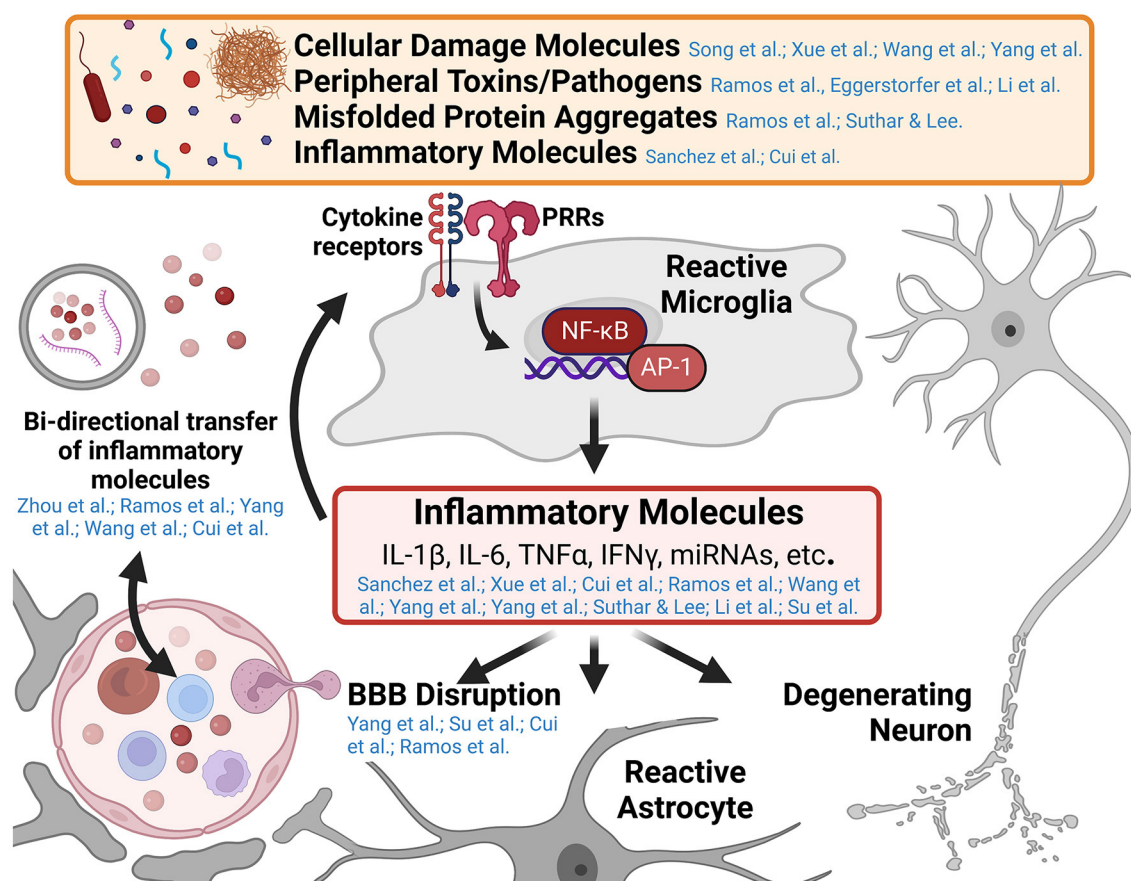 Cellular Damage Molecules Song et al.; Xue et al.; Wang et al.; Yang et al.
Peripheral Toxins/Pathogens Ramos et al., Eggerstorfer et al.; Li et al.
Misfolded Protein Aggregates Ramos et al.; Suthar & Lee.
Inflammatory Molecules Sanchez et al.; Cui et al.
Cytokine
receptors
PRRs
Reactive
Microglia
NF-κB
AP-1
Bi-directional transfer
of inflammatory
molecules
Zhou et al.; Ramos et al.; Yang
et al.; Wang et al.; Cui et al.
Inflammatory Molecules
IL-1β, IL-6, TNFα, IFNγ, miRNAs, etc.
Sanchez et al.; Xue et al.; Cui et al.; Ramos et al.; Wang et
al.; Yang et al.; Yang et al.; Suthar & Lee; Li et al.; Su et al.
BBB Disruption
Yang et al.; Su et al.; Cui
et al.; Ramos et al.
Reactive
Astrocyte
Degenerating
Neuron